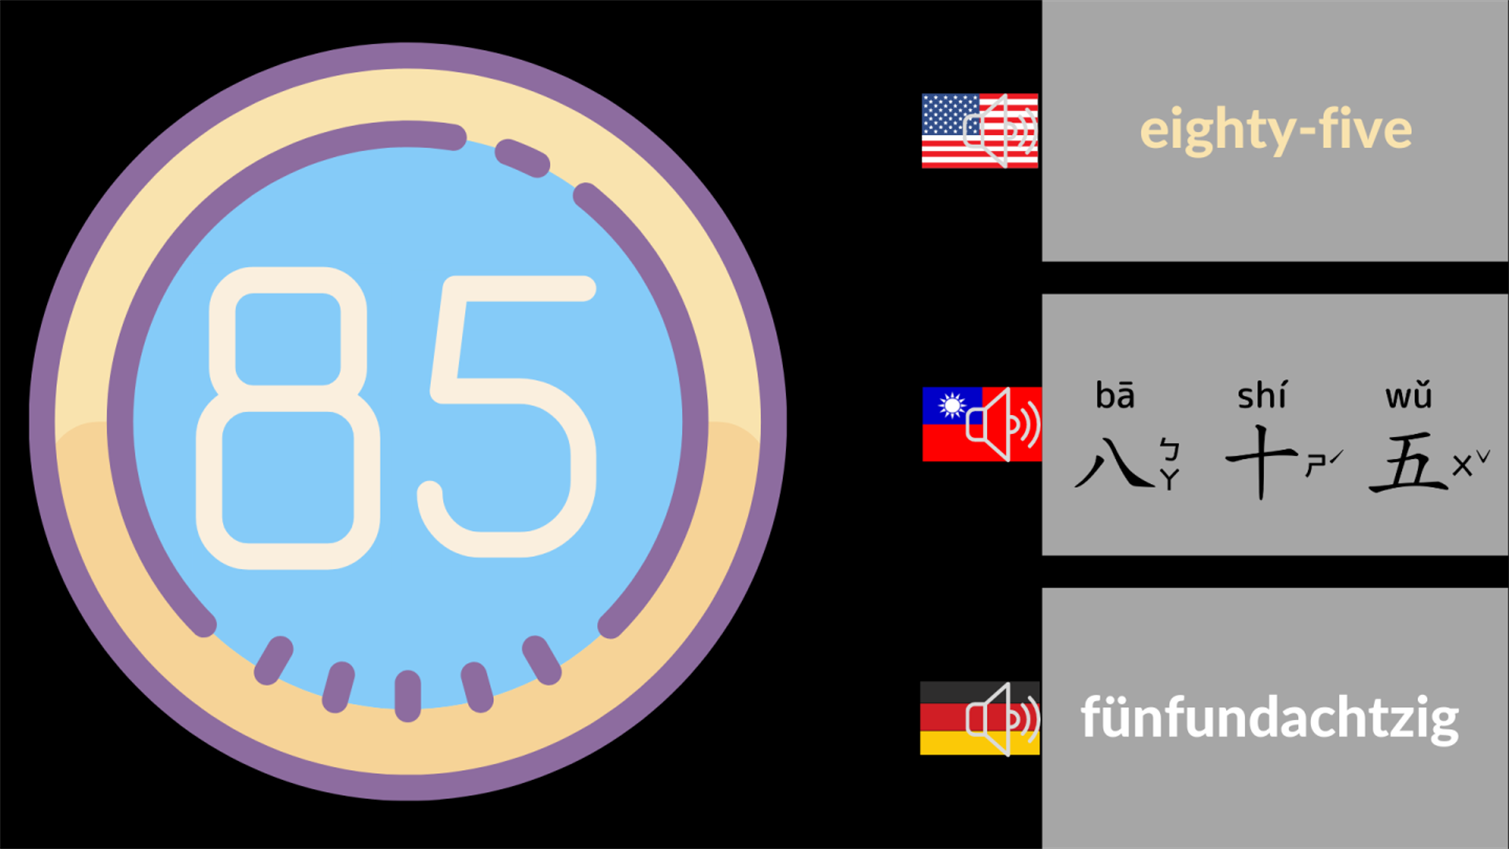 85
eighty-five
bā shí wǔ
八ㄅㄚ 十ㄕˊ 五ㄨˇ
fünfundachtzig